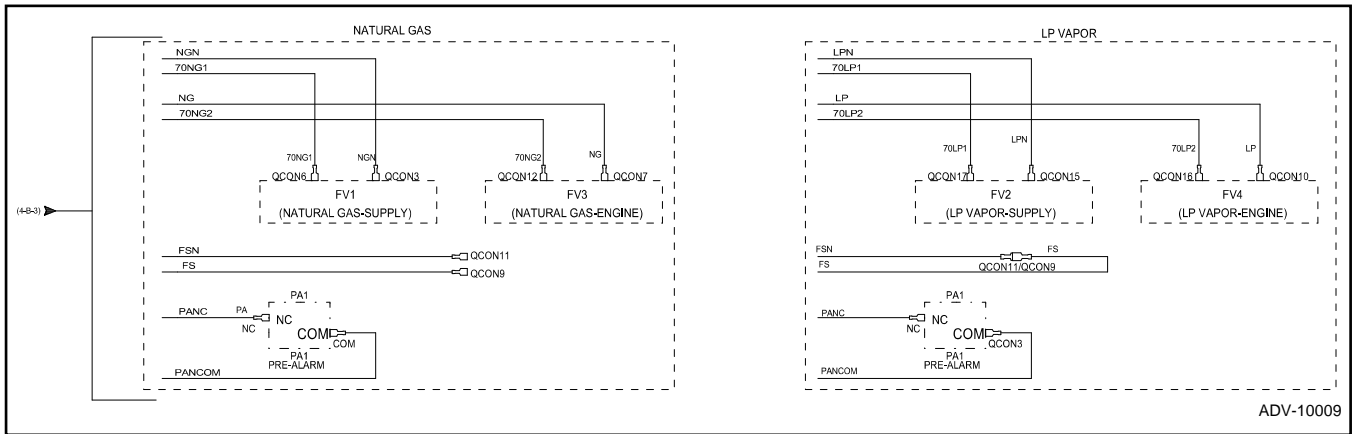 NATURAL GAS
NGN
70NG1
NG
70NG2
70NG1
NGN
70NG2
NG
QCON6
QCON3
QCON12
QCON7
FV1
(NATURAL GAS-SUPPLY)
FV3
(NATURAL GAS-ENGINE)
(4-B-3)
FSN
QCON11
FS
QCON9
PA1
PANC
PA
NC
NC
COM
COM
PA1
PRE-ALARM
PANCOM
LP VAPOR
LPN
70LP1
LP
70LP2
70LP1
LPN
70LP2
LP
QCON17
QCON15
QCON16
QCON10
FV2
(LP VAPOR-SUPPLY)
FV4
(LP VAPOR-ENGINE)
FSN
FS
FS
QCON11/QCON9
PA1
PANC
NC
NC
COM
QCON3
PA1
PRE-ALARM
PANCOM
ADV-10009